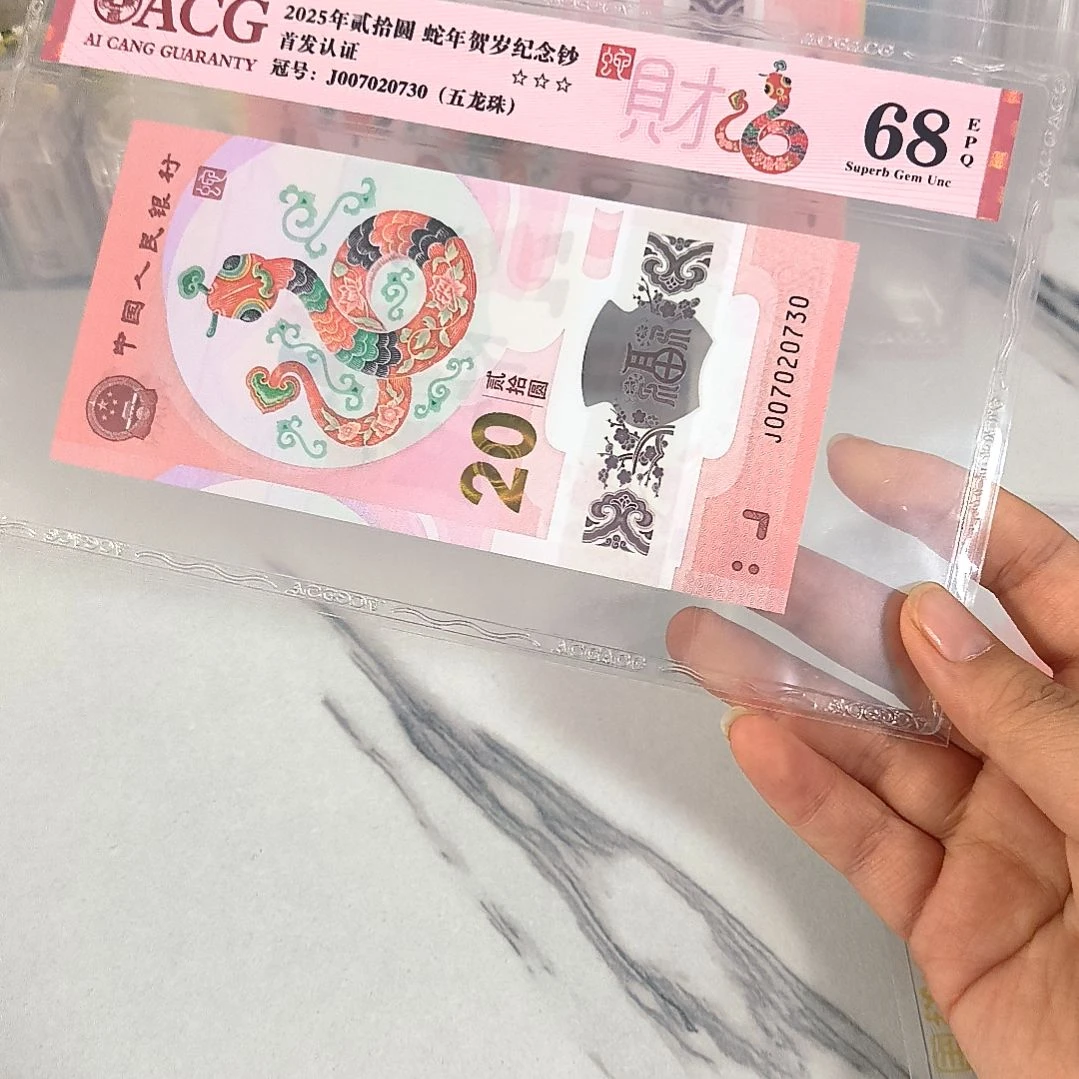 ACG
AI CANG GUARANTY
2025年贰拾圆 蛇年贺岁纪念钞
首发认证
☆☆☆
冠号：J007020730（五龙珠）
财
68
EPQ
Superb Gem Unc
中国人民银行
贰拾圆
20
J007020730
ACGACG
ACGACG